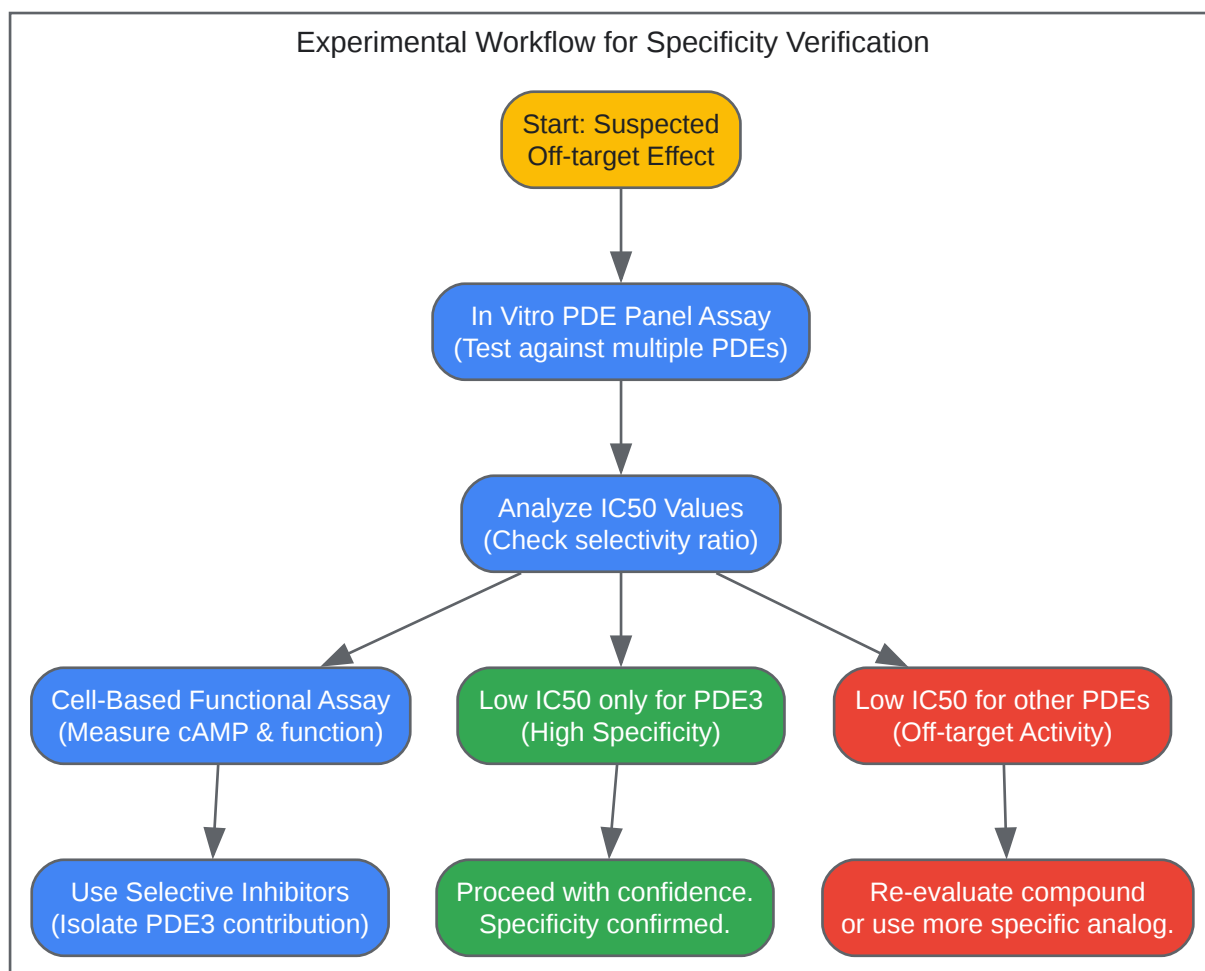 Experimental Workflow for Specificity Verification
Start: Suspected
Off-target Effect
In Vitro PDE Panel Assay
(Test against multiple PDEs)
Analyze IC50 Values
(Check selectivity ratio)
Cell-Based Functional Assay
(Measure cAMP & function)
Low IC50 only for PDE3
(High Specificity)
Low IC50 for other PDEs
(Off-target Activity)
Use Selective Inhibitors
(Isolate PDE3 contribution)
Proceed with confidence.
Specificity confirmed.
Re-evaluate compound
or use more specific analog.